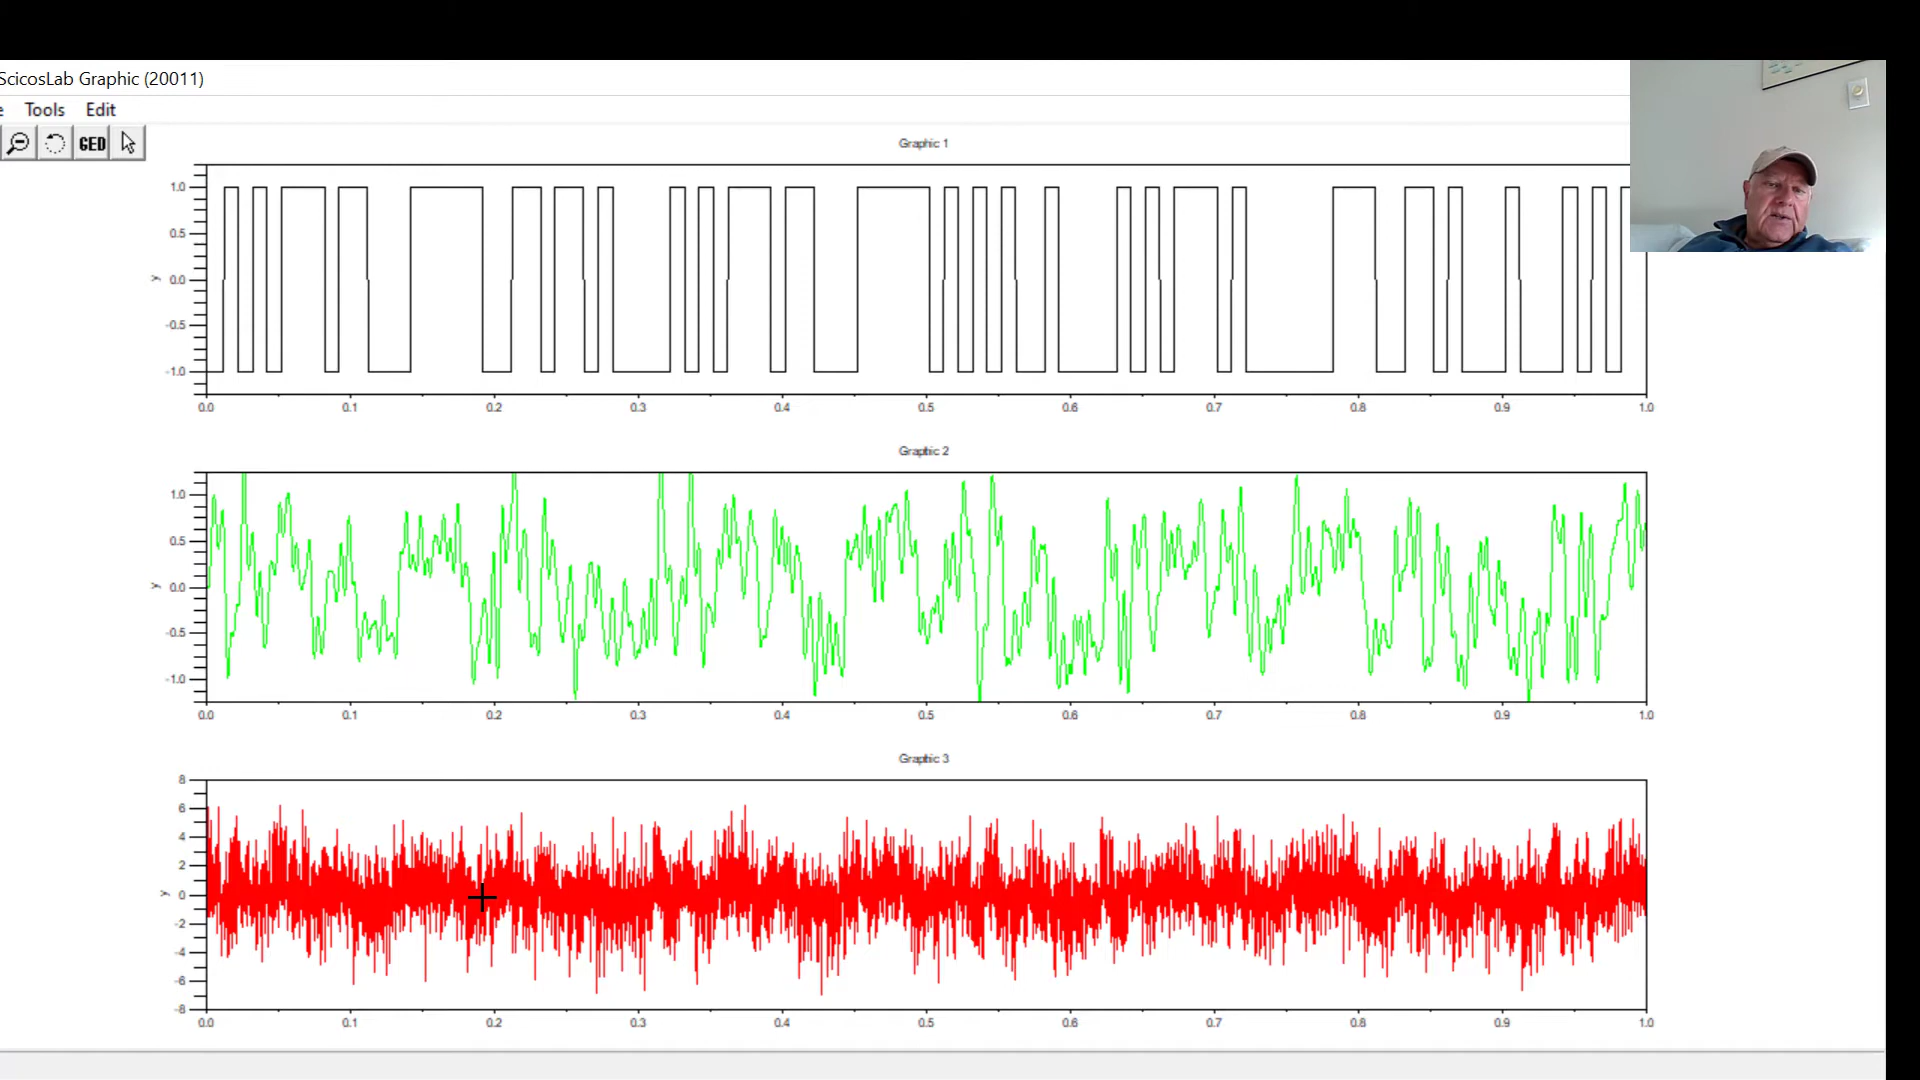 ScicosLab Graphic (20011)
e Tools Edit
GED
Graphic 1
1.0
0.5
0.0
-0.5
-1.0
y
0.0 0.1 0.2 0.3 0.4 0.5 0.6 0.7 0.8 0.9 1.0
Graphic 2
1.0
0.5
0.0
-0.5
-1.0
y
0.0 0.1 0.2 0.3 0.4 0.5 0.6 0.7 0.8 0.9 1.0
Graphic 3
8
6
4
2
0
-2
-4
-6
-8
y
0.0 0.1 0.2 0.3 0.4 0.5 0.6 0.7 0.8 0.9 1.0